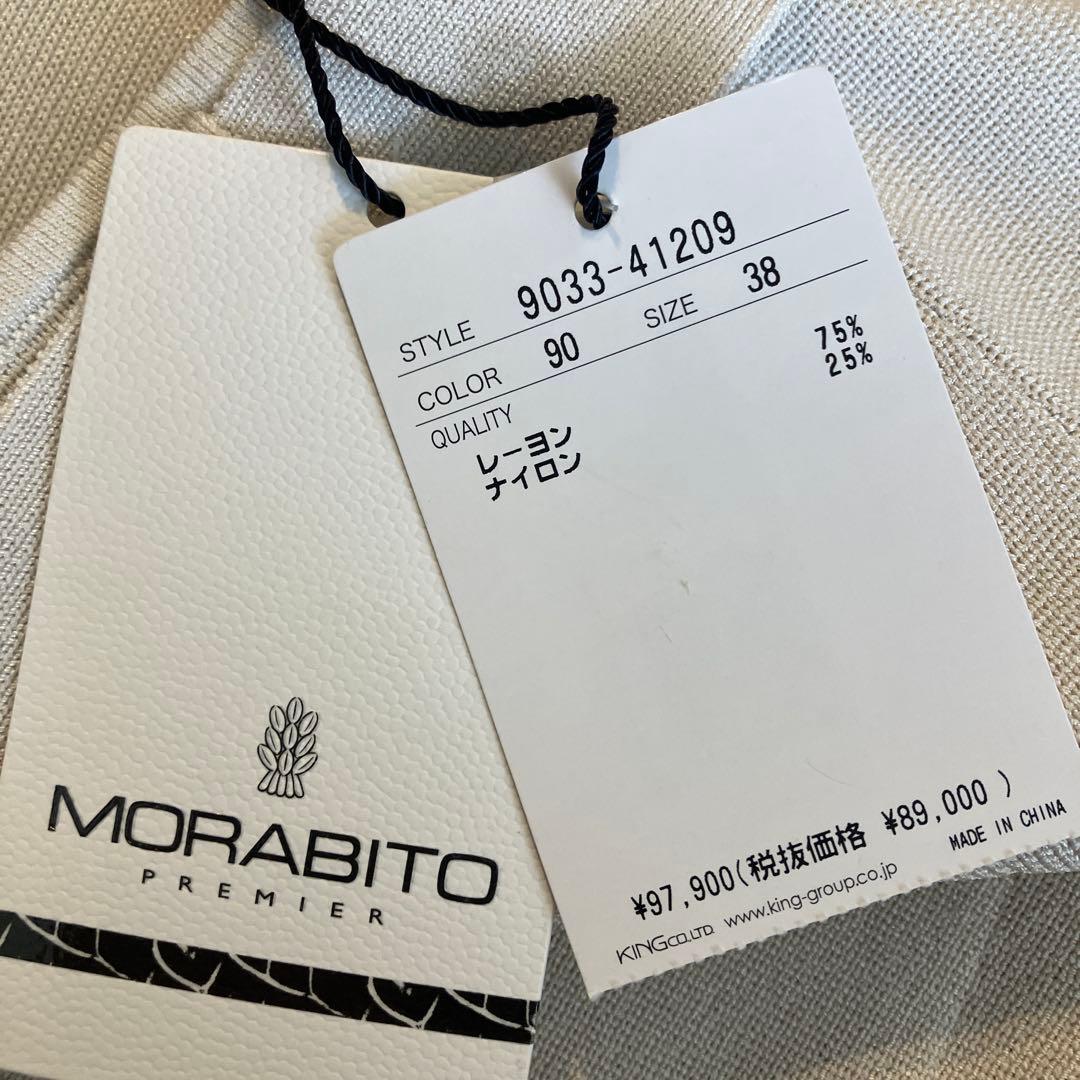 STYLE 9033-41209
COLOR 90 SIZE 38
QUALITY
レーヨン 75%
ナイロン 25%
¥97,900(税抜価格 ¥89,000 )
MADE IN CHINA
KING CO.,LTD. www.king-group.co.jp
MORABITO
PREMIER